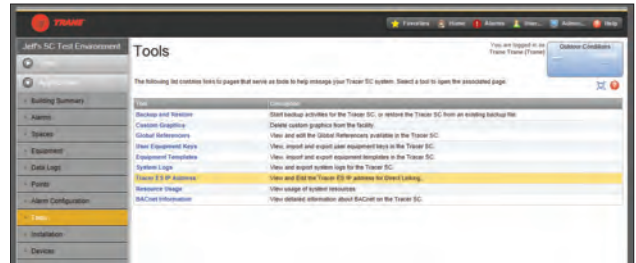 TRANE
Favorites Home Alarms User... Admin... Help
Jeff's SC Test Environment
Tools
You are logged in as
Trane Trane (Trane)
Outdoor Conditions
The following list contains links to pages that serve as tools to help manage your Tracer SC system. Select a tool to open the associated page.
Building Summary
Alarms
Spaces
Equipment
Data Logs
Points
Alarm Configuration
Tools
Installation
Devices
Tool Description
Backup and Restore Start backup activities for the Tracer SC, or restore the Tracer SC from an existing backup file.
Custom Graphics Delete custom graphics from the facility.
Global Referencers View and edit the Global Referencers available in the Tracer SC.
User Equipment Keys View, import and export user equipment keys in the Tracer SC.
Equipment Templates View, import and export equipment templates in the Tracer SC.
System Logs View and export system logs for the Tracer SC.
Tracer ES IP Address View and Edit the Tracer ES IP address for Direct Linking.
Resource Usage View usage of system resources.
BACnet Information View detailed information about BACnet on the Tracer SC.